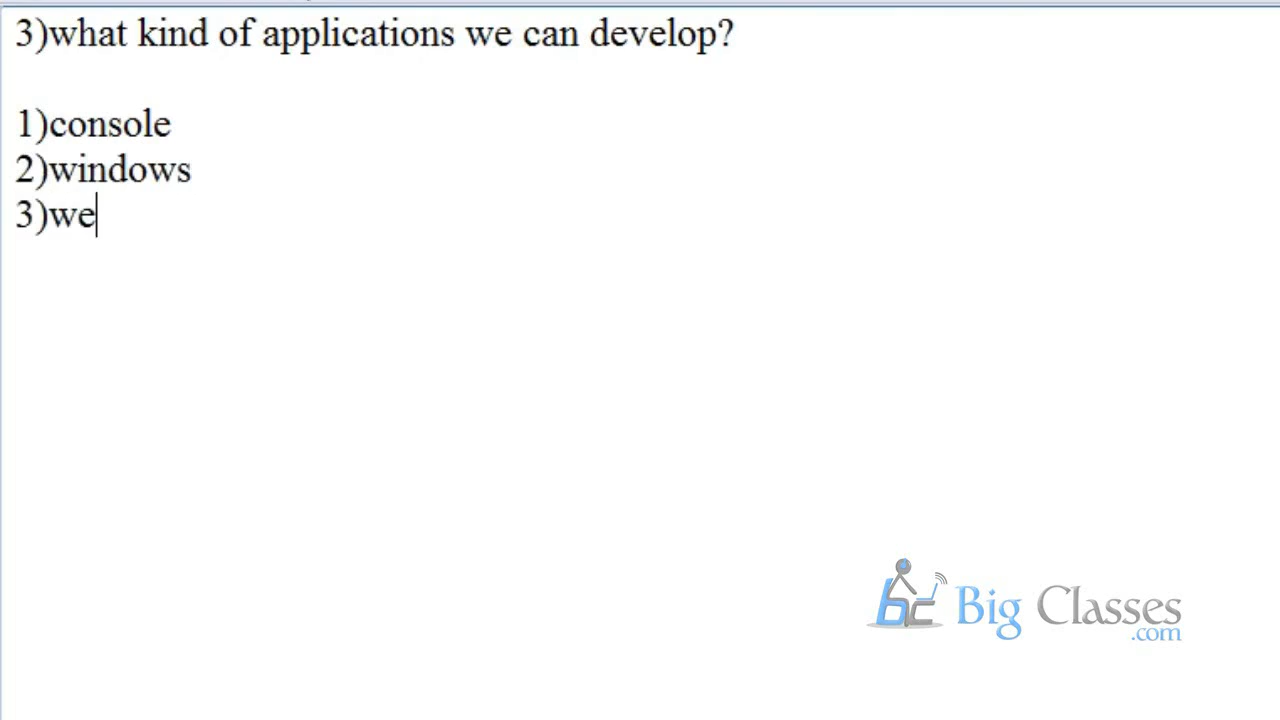 3)what kind of applications we can develop?
1)console
2)windows
3)we
Big Classes
.com